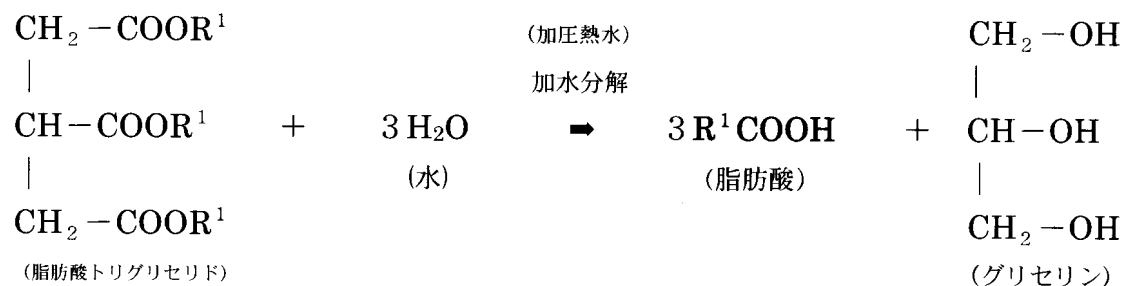 CH₂－COOR¹ （加圧熱水） CH₂－OH
| 加水分解 |
CH－COOR¹ + 3H₂O ➡ 3R¹COOH + CH－OH
| （水） （脂肪酸） |
CH₂－COOR¹ CH₂－OH
（脂肪酸トリグリセリド） （グリセリン）